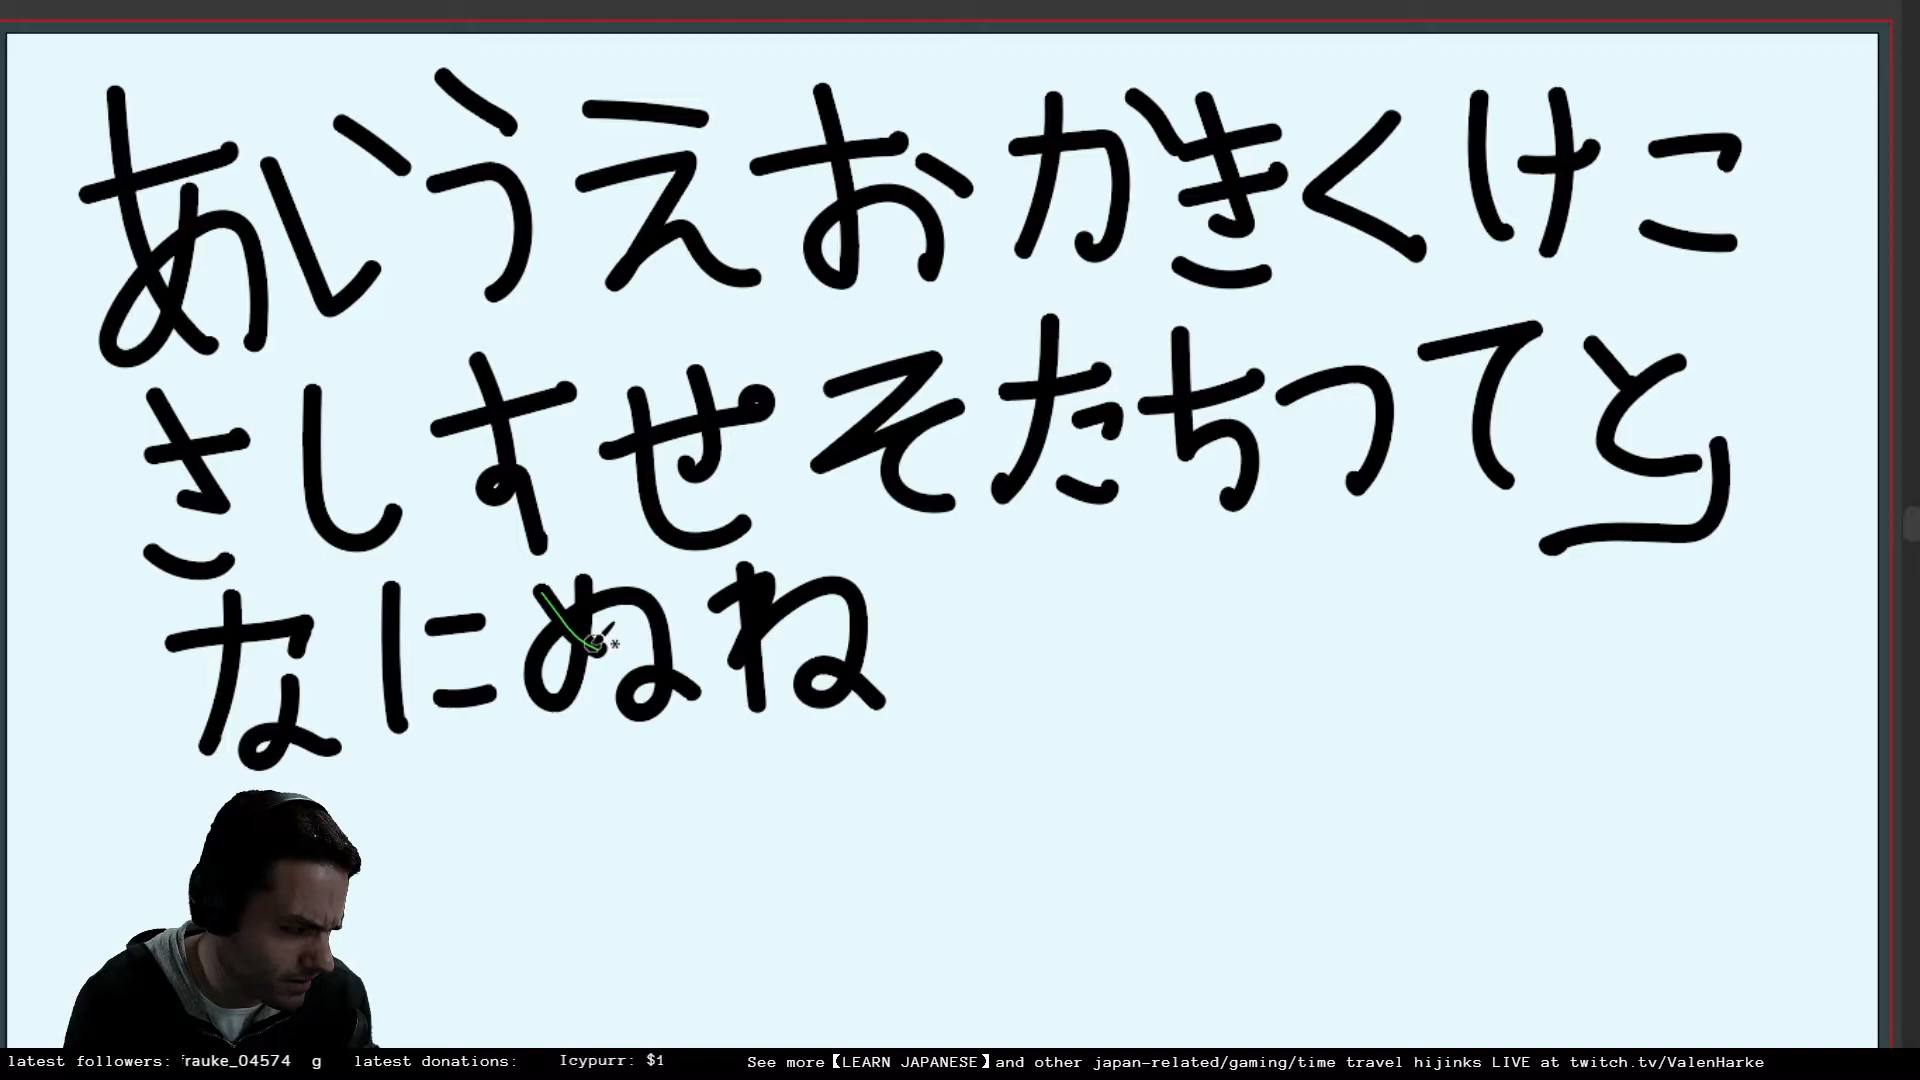 あいうえおかきくけこ
さしすせそたちつてと
なにぬね
latest followers: rauke_04574 g latest donations: Icypurr: $1 See more【LEARN JAPANESE】and other japan-related/gaming/time travel hijinks LIVE at twitch.tv/ValenHarke